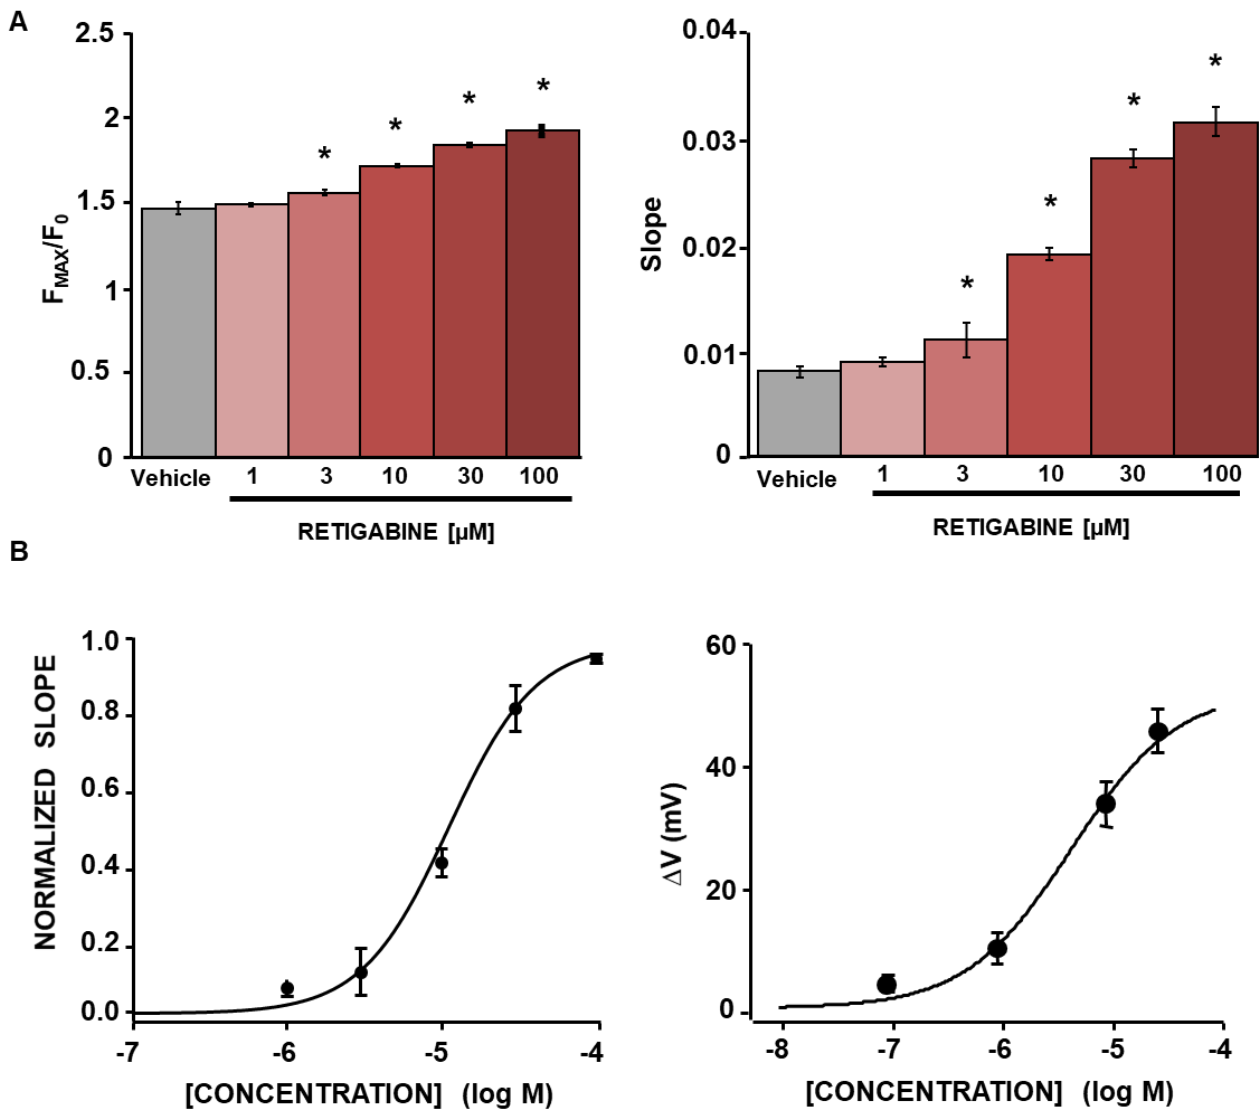 A
2.5
2
1.5
1
0.5
0
F_MAX/F_0
* * * *
Vehicle 1 3 10 30 100
RETIGABINE [µM]
0.04
0.03
0.02
0.01
0
Slope
* * * *
Vehicle 1 3 10 30 100
RETIGABINE [µM]
B
1.0
0.8
0.6
0.4
0.2
0.0
NORMALIZED SLOPE
-7 -6 -5 -4
[CONCENTRATION] (log M)
60
40
20
0
ΔV (mV)
-8 -7 -6 -5 -4
[CONCENTRATION] (log M)